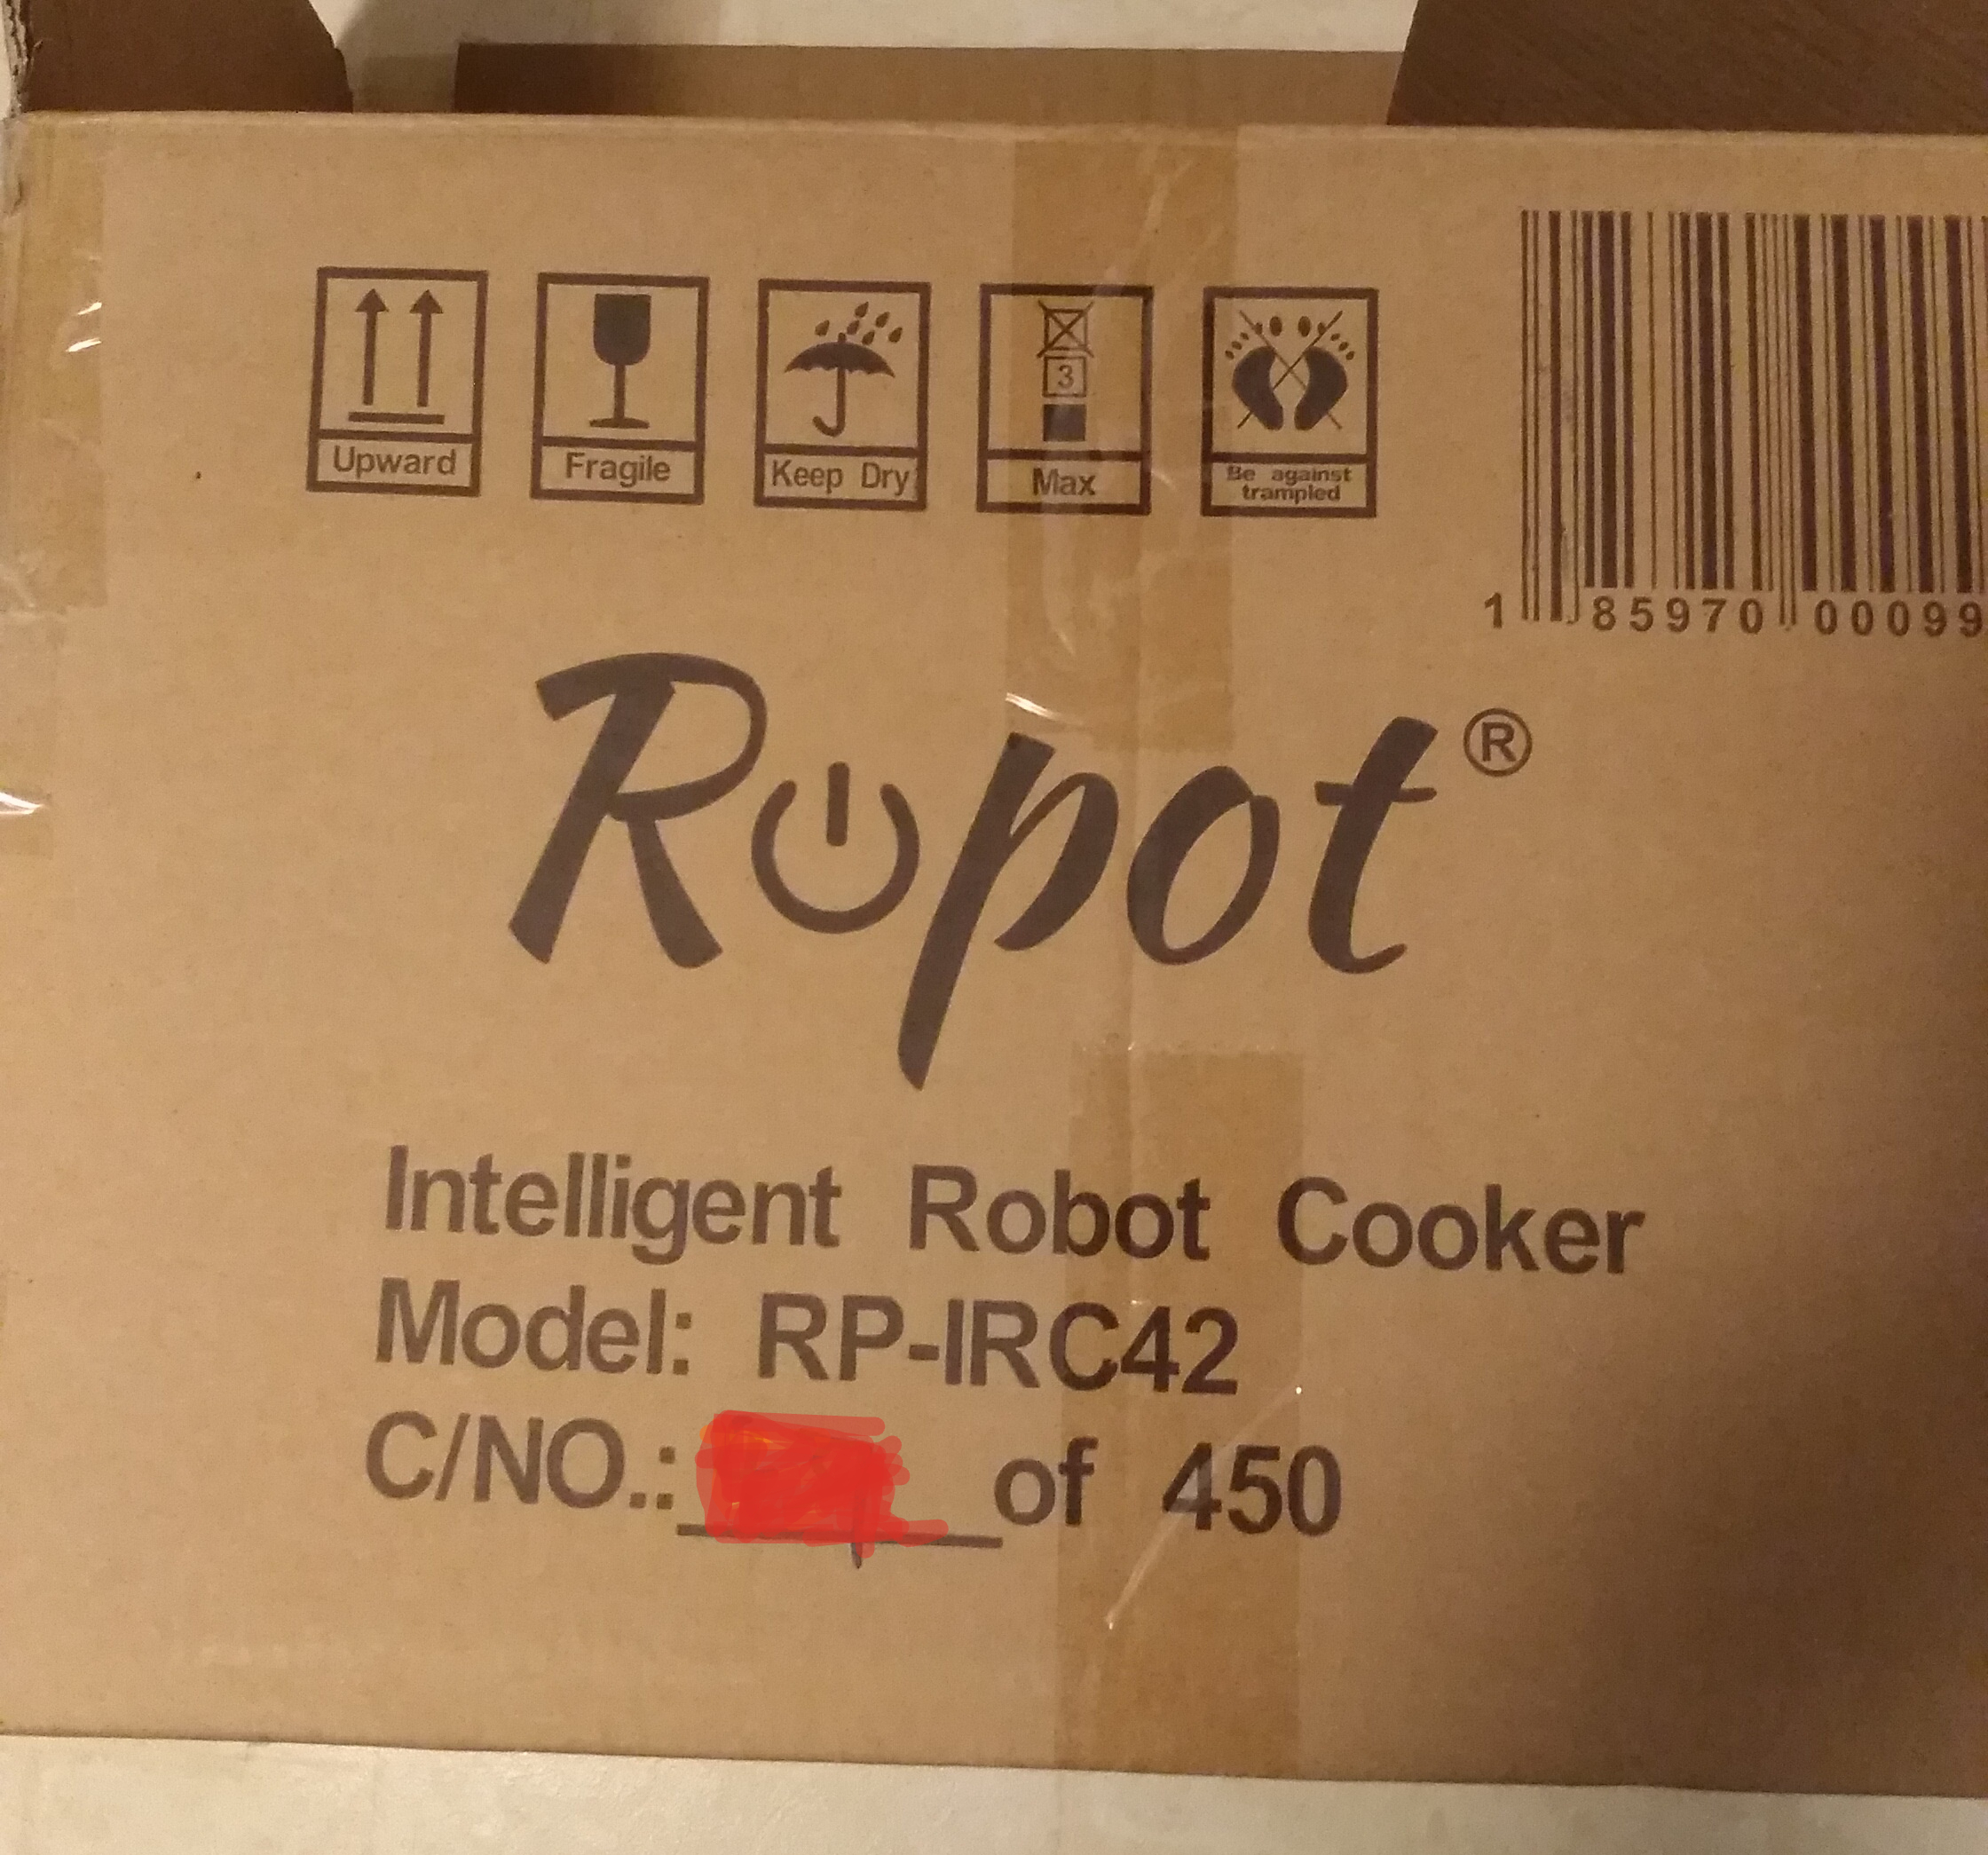 3
Upward
Fragile
Keep Dry
Max
Be against
trampled
1 85970 00099
Ropot®
Intelligent Robot Cooker
Model: RP-IRC42
C/NO.: of 450